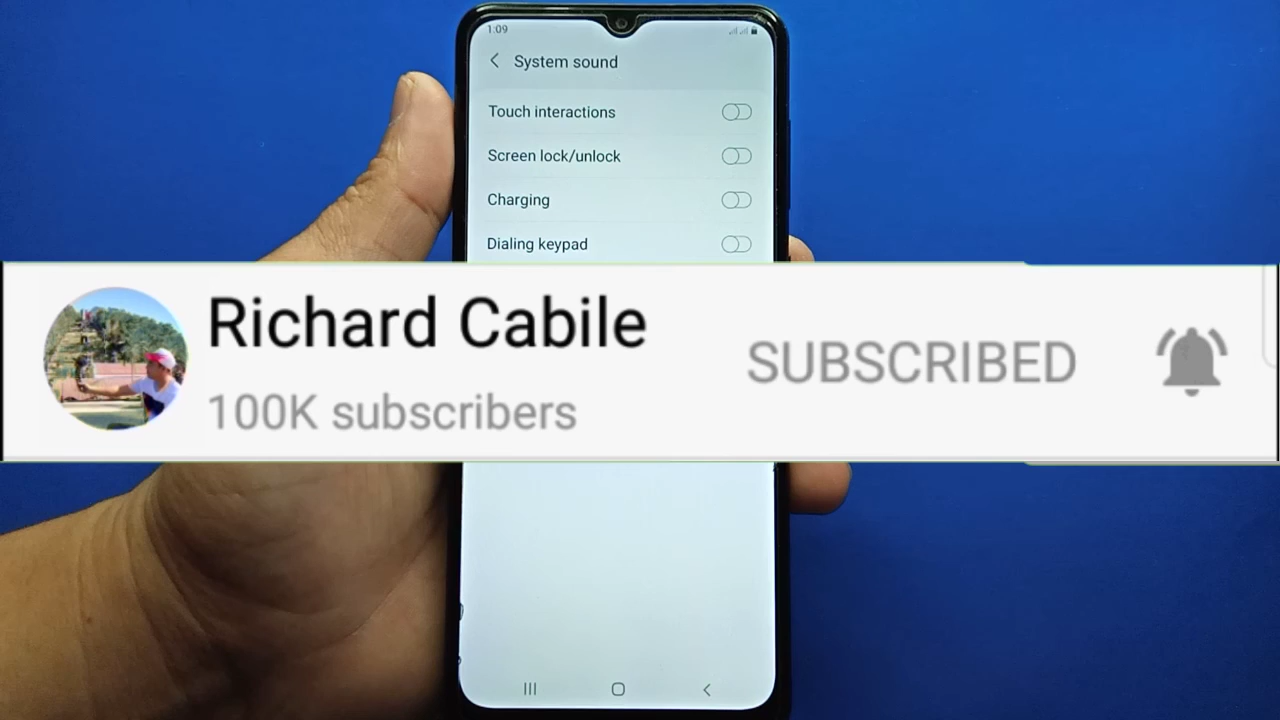 1:09
System sound
Touch interactions
Screen lock/unlock
Charging
Dialing keypad
Richard Cabile
100K subscribers
SUBSCRIBED